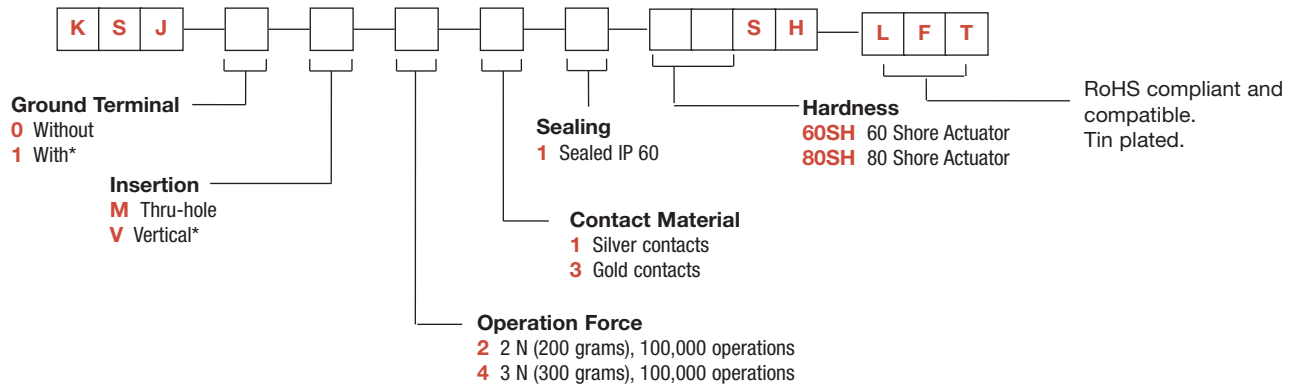 K S J S H L F T
Ground Terminal
0 Without
1 With*
Insertion
M Thru-hole
V Vertical*
Operation Force
2 2 N (200 grams), 100,000 operations
4 3 N (300 grams), 100,000 operations
Contact Material
1 Silver contacts
3 Gold contacts
Sealing
1 Sealed IP 60
Hardness
60SH 60 Shore Actuator
80SH 80 Shore Actuator
RoHS compliant and
compatible.
Tin plated.